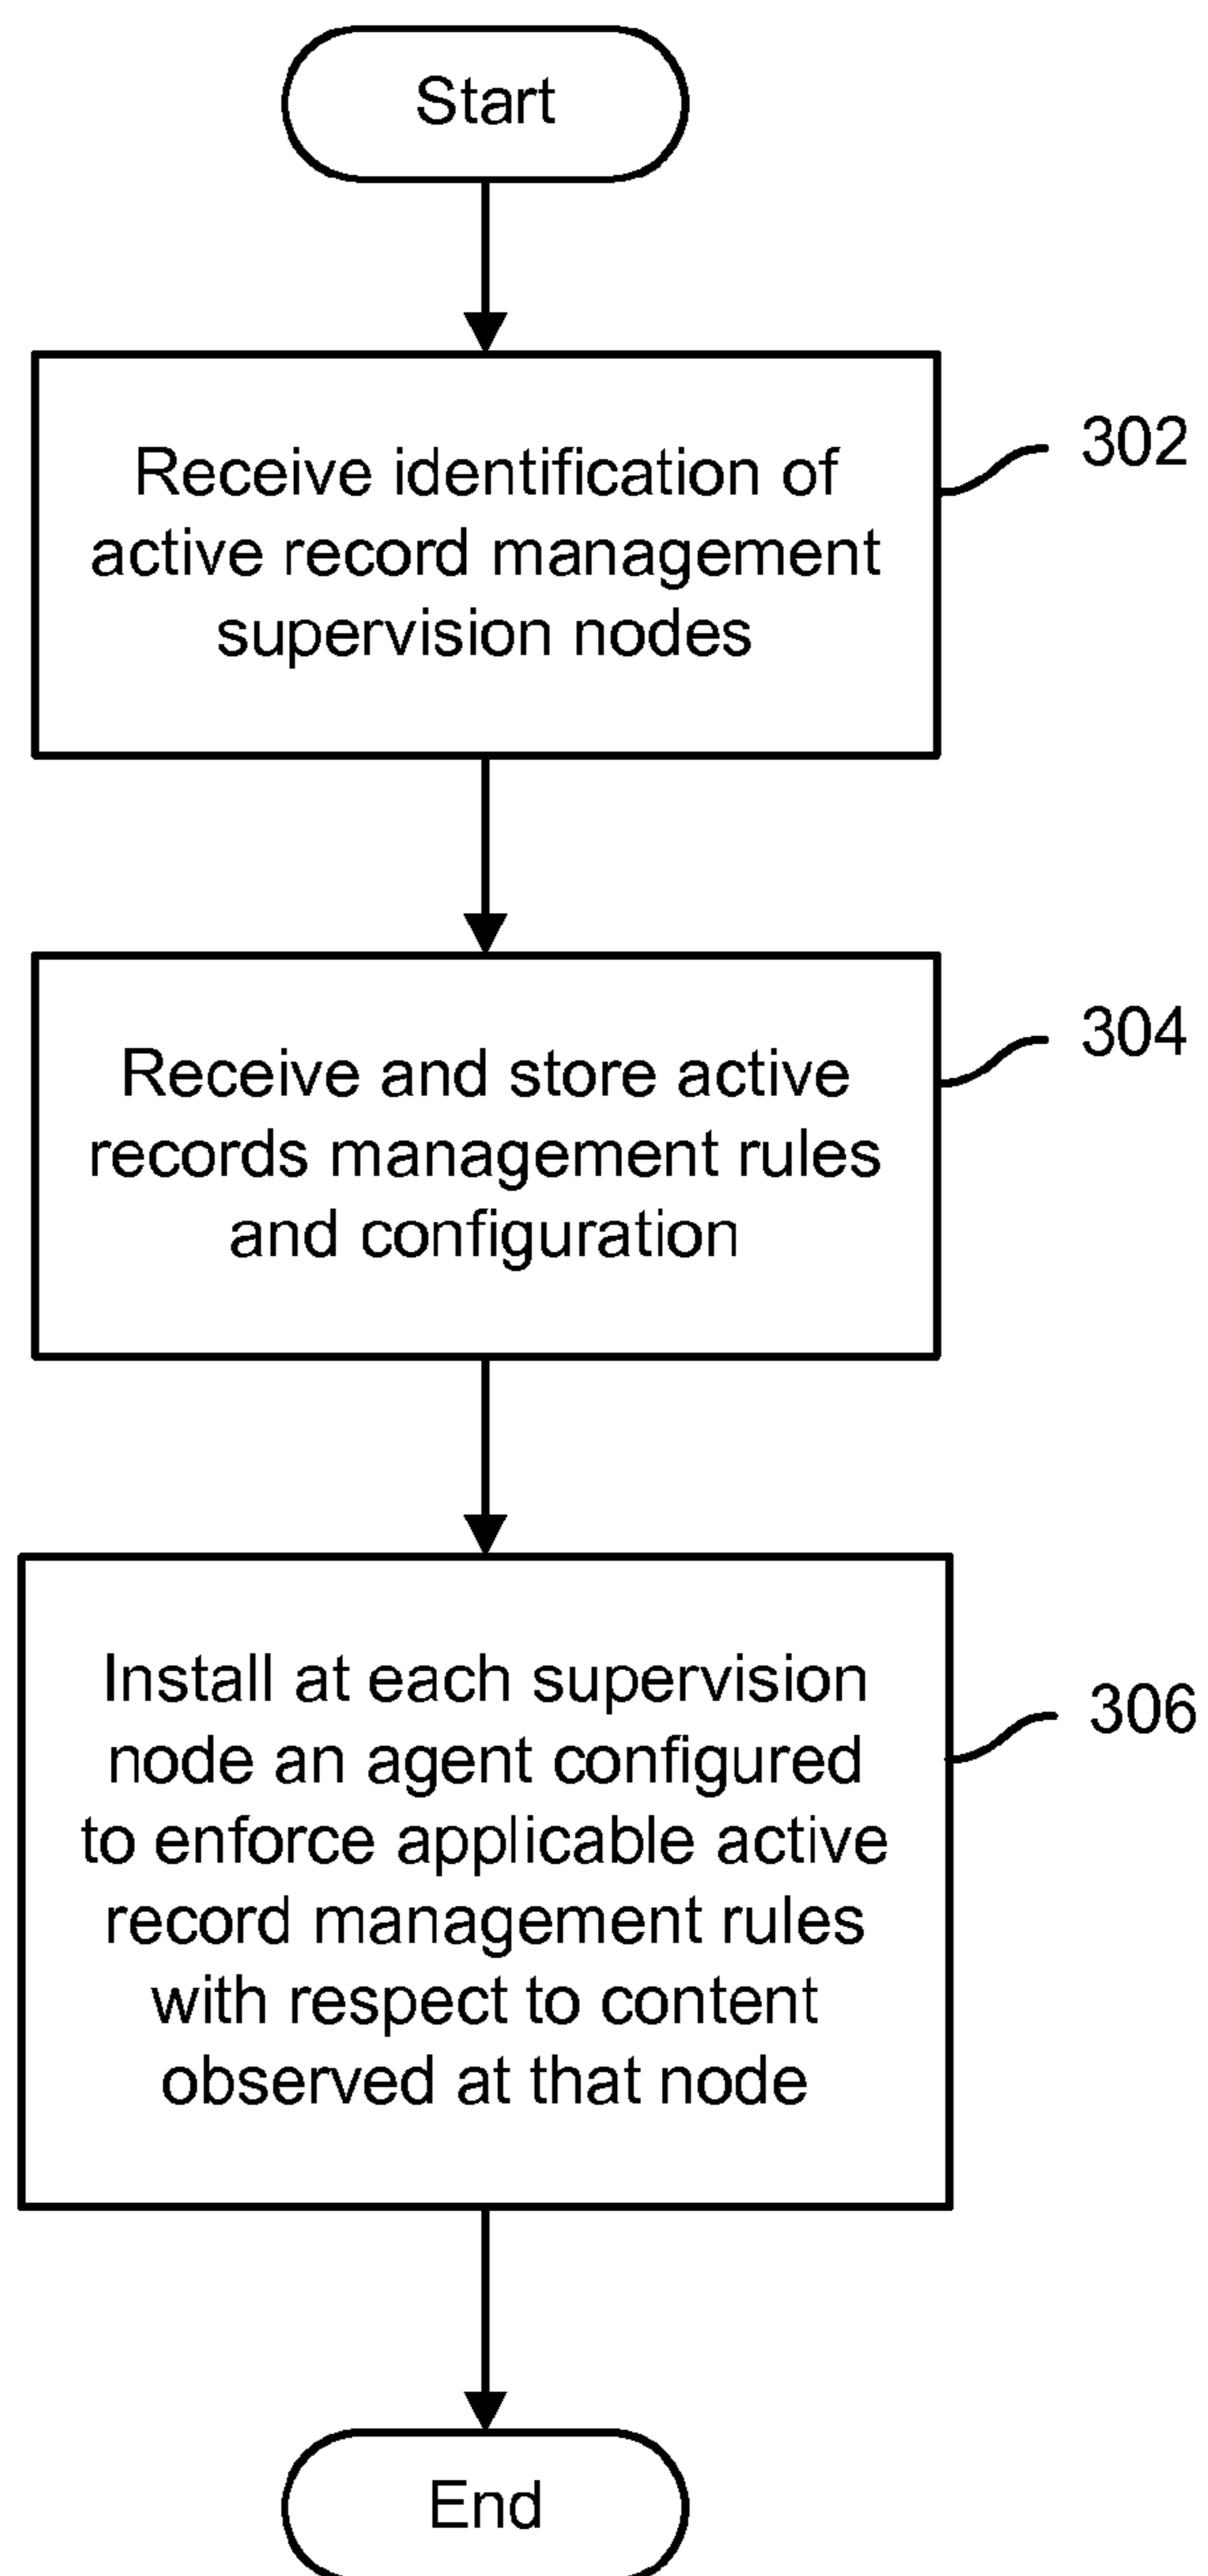 Start
Receive identification of
active record management
supervision nodes
302
Receive and store active
records management rules
and configuration
304
Install at each supervision
node an agent configured
to enforce applicable active
record management rules
with respect to content
observed at that node
306
End